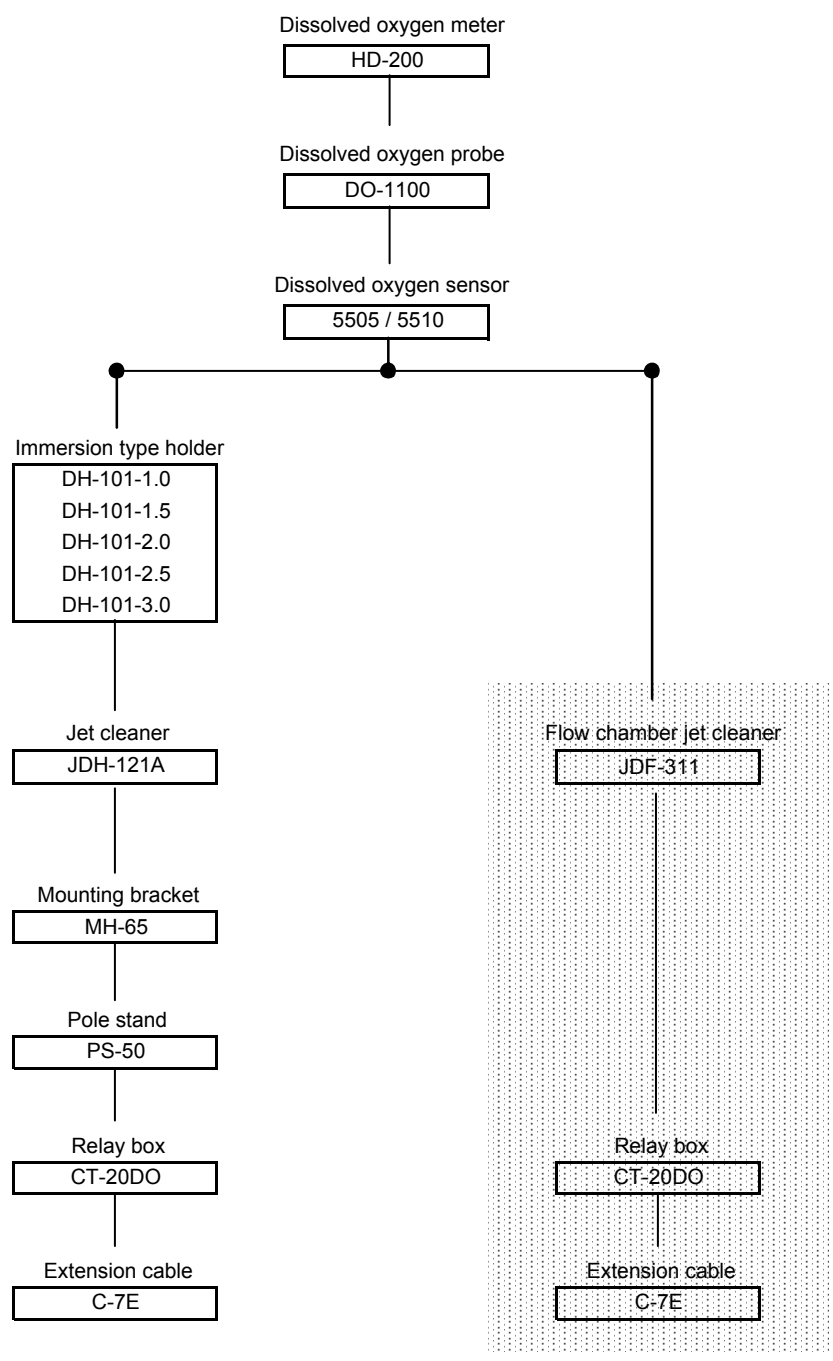 Dissolved oxygen meter
HD-200
Dissolved oxygen probe
DO-1100
Dissolved oxygen sensor
5505 / 5510
Immersion type holder
DH-101-1.0
DH-101-1.5
DH-101-2.0
DH-101-2.5
DH-101-3.0
Jet cleaner
JDH-121A
Mounting bracket
MH-65
Pole stand
PS-50
Relay box
CT-20DO
Extension cable
C-7E
Flow chamber jet cleaner
JDF-311
Relay box
CT-20DO
Extension cable
C-7E